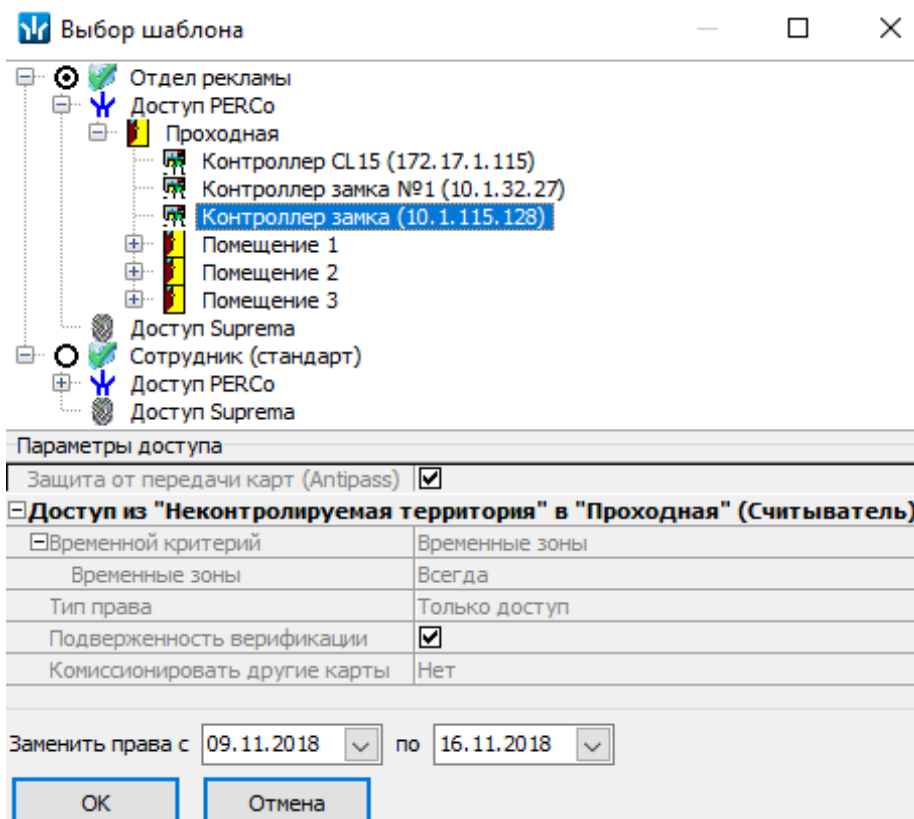 Выбор шаблона
Отдел рекламы
Доступ PERCo
Проходная
Контроллер CL15 (172.17.1.115)
Контроллер замка №1 (10.1.32.27)
Контроллер замка (10.1.115.128)
Помещение 1
Помещение 2
Помещение 3
Доступ Suprema
Сотрудник (стандарт)
Доступ PERCo
Доступ Suprema
Параметры доступа
Защита от передачи карт (Antipass)
Доступ из "Неконтролируемая территория" в "Проходная" (Считыватель)
Временной критерий Временные зоны
Временные зоны Всегда
Тип права Только доступ
Подверженность верификации
Комиссионировать другие карты Нет
Заменить права с 09.11.2018 по 16.11.2018
OK Отмена